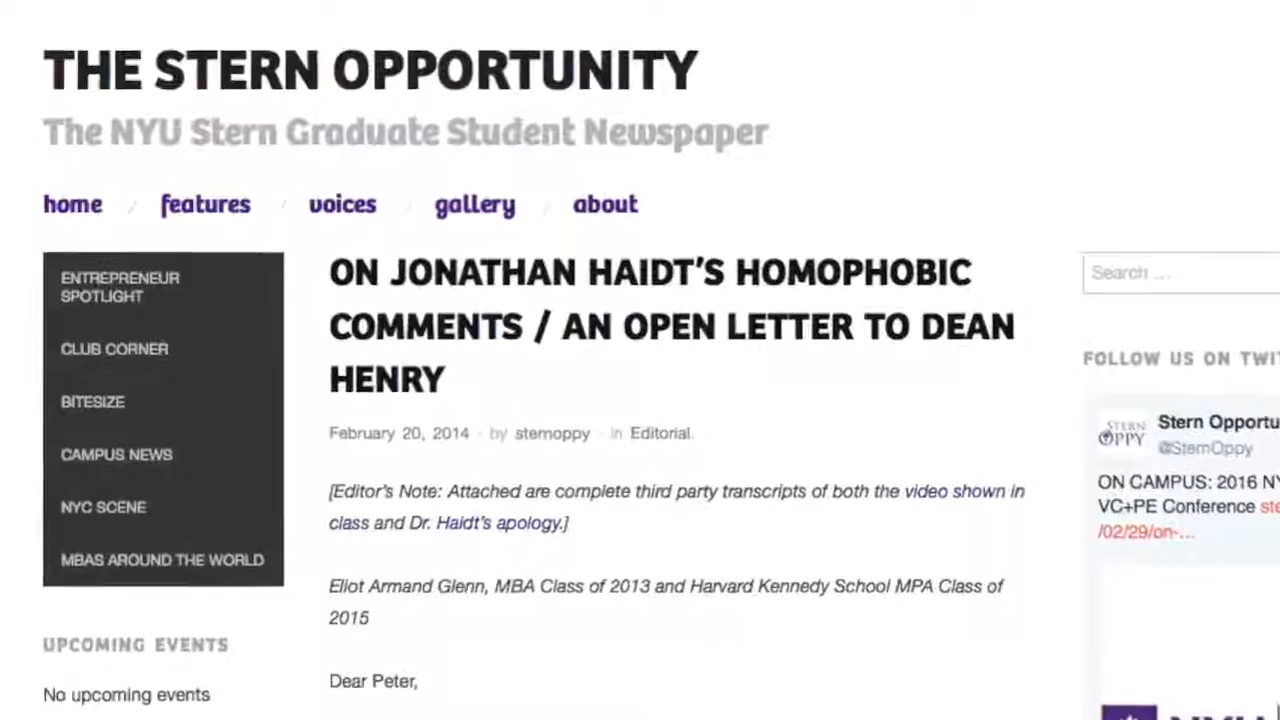 THE STERN OPPORTUNITY
The NYU Stern Graduate Student Newspaper
home / features / voices / gallery / about
ENTREPRENEUR
SPOTLIGHT
CLUB CORNER
BITESIZE
CAMPUS NEWS
NYC SCENE
MBAS AROUND THE WORLD
UPCOMING EVENTS
No upcoming events
ON JONATHAN HAIDT'S HOMOPHOBIC
COMMENTS / AN OPEN LETTER TO DEAN
HENRY
February 20, 2014 · by sternoppy · in Editorial.
[Editor's Note: Attached are complete third party transcripts of both the video shown in
class and Dr. Haidt's apology.]
Eliot Armand Glenn, MBA Class of 2013 and Harvard Kennedy School MPA Class of
2015
Dear Peter,
Search ...
FOLLOW US ON TWI
STERN
OPPY
Stern Opportu
@SternOppy
ON CAMPUS: 2016 NY
VC+PE Conference ste
/02/29/on-...